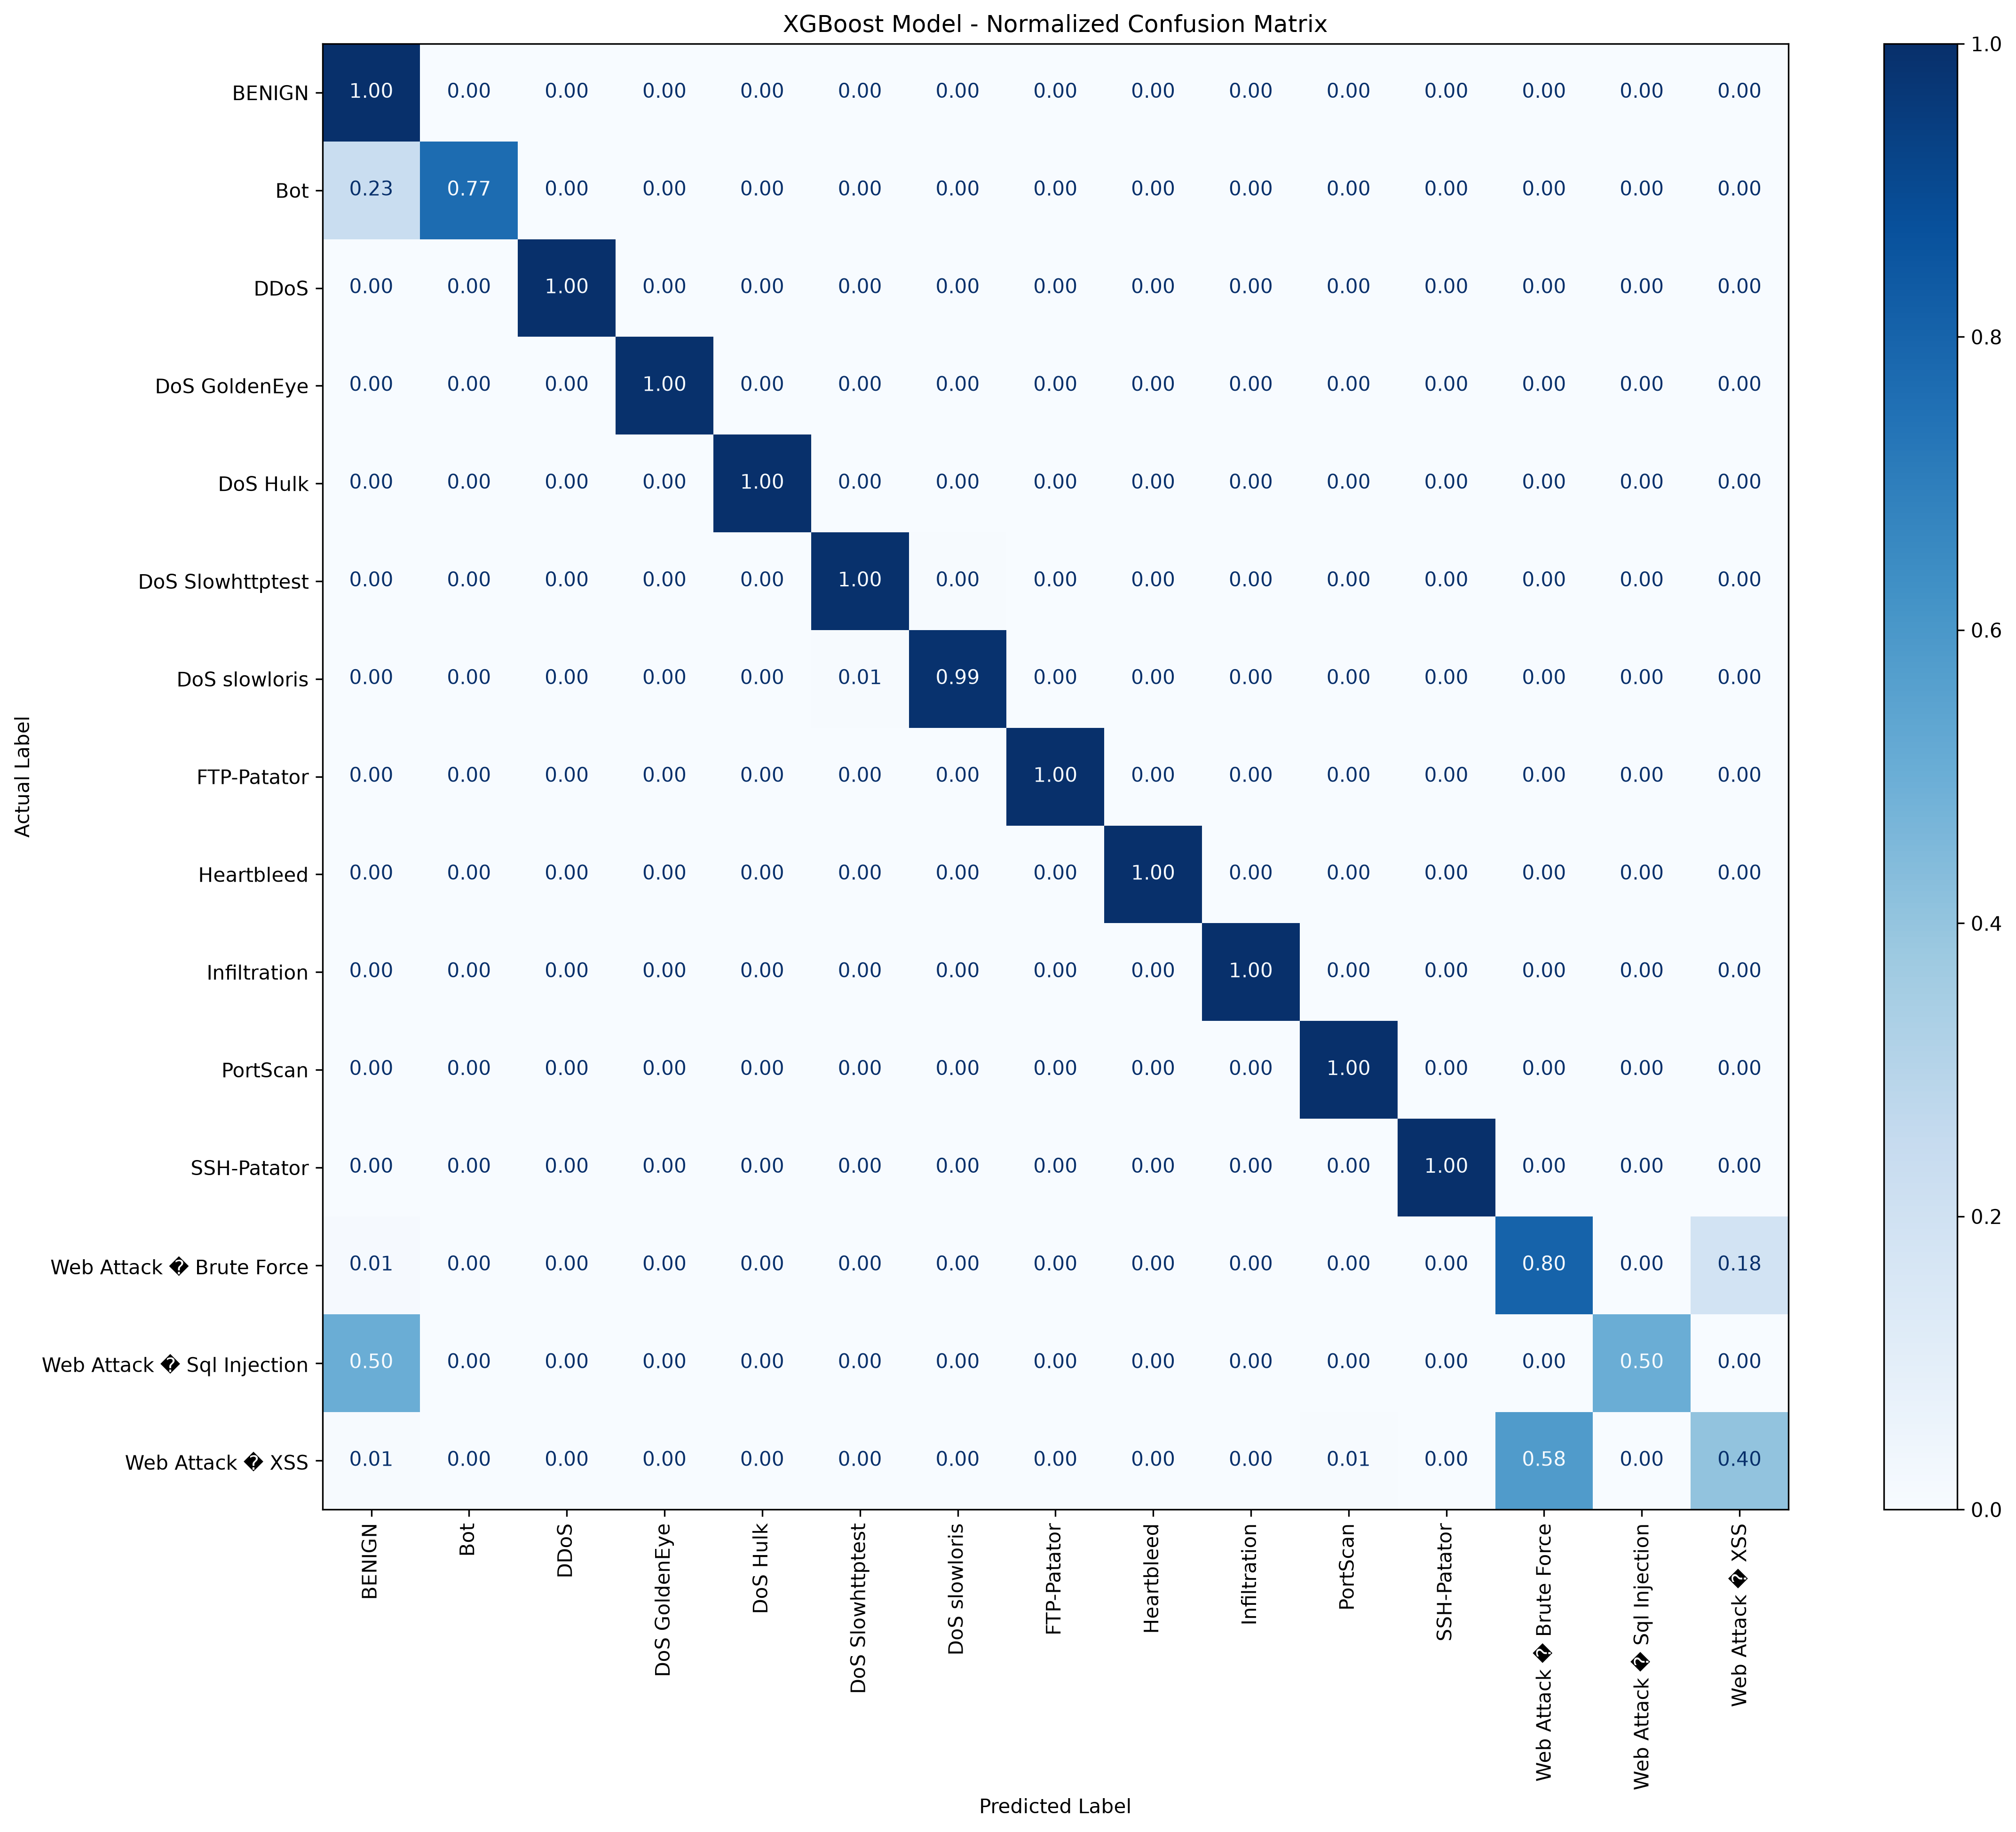 XGBoost Model - Normalized Confusion Matrix
BENIGN 1.00 0.00 0.00 0.00 0.00 0.00 0.00 0.00 0.00 0.00 0.00 0.00 0.00 0.00 0.00
Bot 0.23 0.77 0.00 0.00 0.00 0.00 0.00 0.00 0.00 0.00 0.00 0.00 0.00 0.00 0.00
DDoS 0.00 0.00 1.00 0.00 0.00 0.00 0.00 0.00 0.00 0.00 0.00 0.00 0.00 0.00 0.00
DoS GoldenEye 0.00 0.00 0.00 1.00 0.00 0.00 0.00 0.00 0.00 0.00 0.00 0.00 0.00 0.00 0.00
DoS Hulk 0.00 0.00 0.00 0.00 1.00 0.00 0.00 0.00 0.00 0.00 0.00 0.00 0.00 0.00 0.00
DoS Slowhttptest 0.00 0.00 0.00 0.00 0.00 1.00 0.00 0.00 0.00 0.00 0.00 0.00 0.00 0.00 0.00
DoS slowloris 0.00 0.00 0.00 0.00 0.00 0.01 0.99 0.00 0.00 0.00 0.00 0.00 0.00 0.00 0.00
FTP-Patator 0.00 0.00 0.00 0.00 0.00 0.00 0.00 1.00 0.00 0.00 0.00 0.00 0.00 0.00 0.00
Heartbleed 0.00 0.00 0.00 0.00 0.00 0.00 0.00 0.00 1.00 0.00 0.00 0.00 0.00 0.00 0.00
Infiltration 0.00 0.00 0.00 0.00 0.00 0.00 0.00 0.00 0.00 1.00 0.00 0.00 0.00 0.00 0.00
PortScan 0.00 0.00 0.00 0.00 0.00 0.00 0.00 0.00 0.00 0.00 1.00 0.00 0.00 0.00 0.00
SSH-Patator 0.00 0.00 0.00 0.00 0.00 0.00 0.00 0.00 0.00 0.00 0.00 1.00 0.00 0.00 0.00
Web Attack � Brute Force 0.01 0.00 0.00 0.00 0.00 0.00 0.00 0.00 0.00 0.00 0.00 0.00 0.80 0.00 0.18
Web Attack � Sql Injection 0.50 0.00 0.00 0.00 0.00 0.00 0.00 0.00 0.00 0.00 0.00 0.00 0.00 0.50 0.00
Web Attack � XSS 0.01 0.00 0.00 0.00 0.00 0.00 0.00 0.00 0.00 0.00 0.01 0.00 0.58 0.00 0.40
Actual Label
BENIGN
Bot
DDoS
DoS GoldenEye
DoS Hulk
DoS Slowhttptest
DoS slowloris
FTP-Patator
Heartbleed
Infiltration
PortScan
SSH-Patator
Web Attack � Brute Force
Web Attack � Sql Injection
Web Attack � XSS
Predicted Label
1.0
0.8
0.6
0.4
0.2
0.0